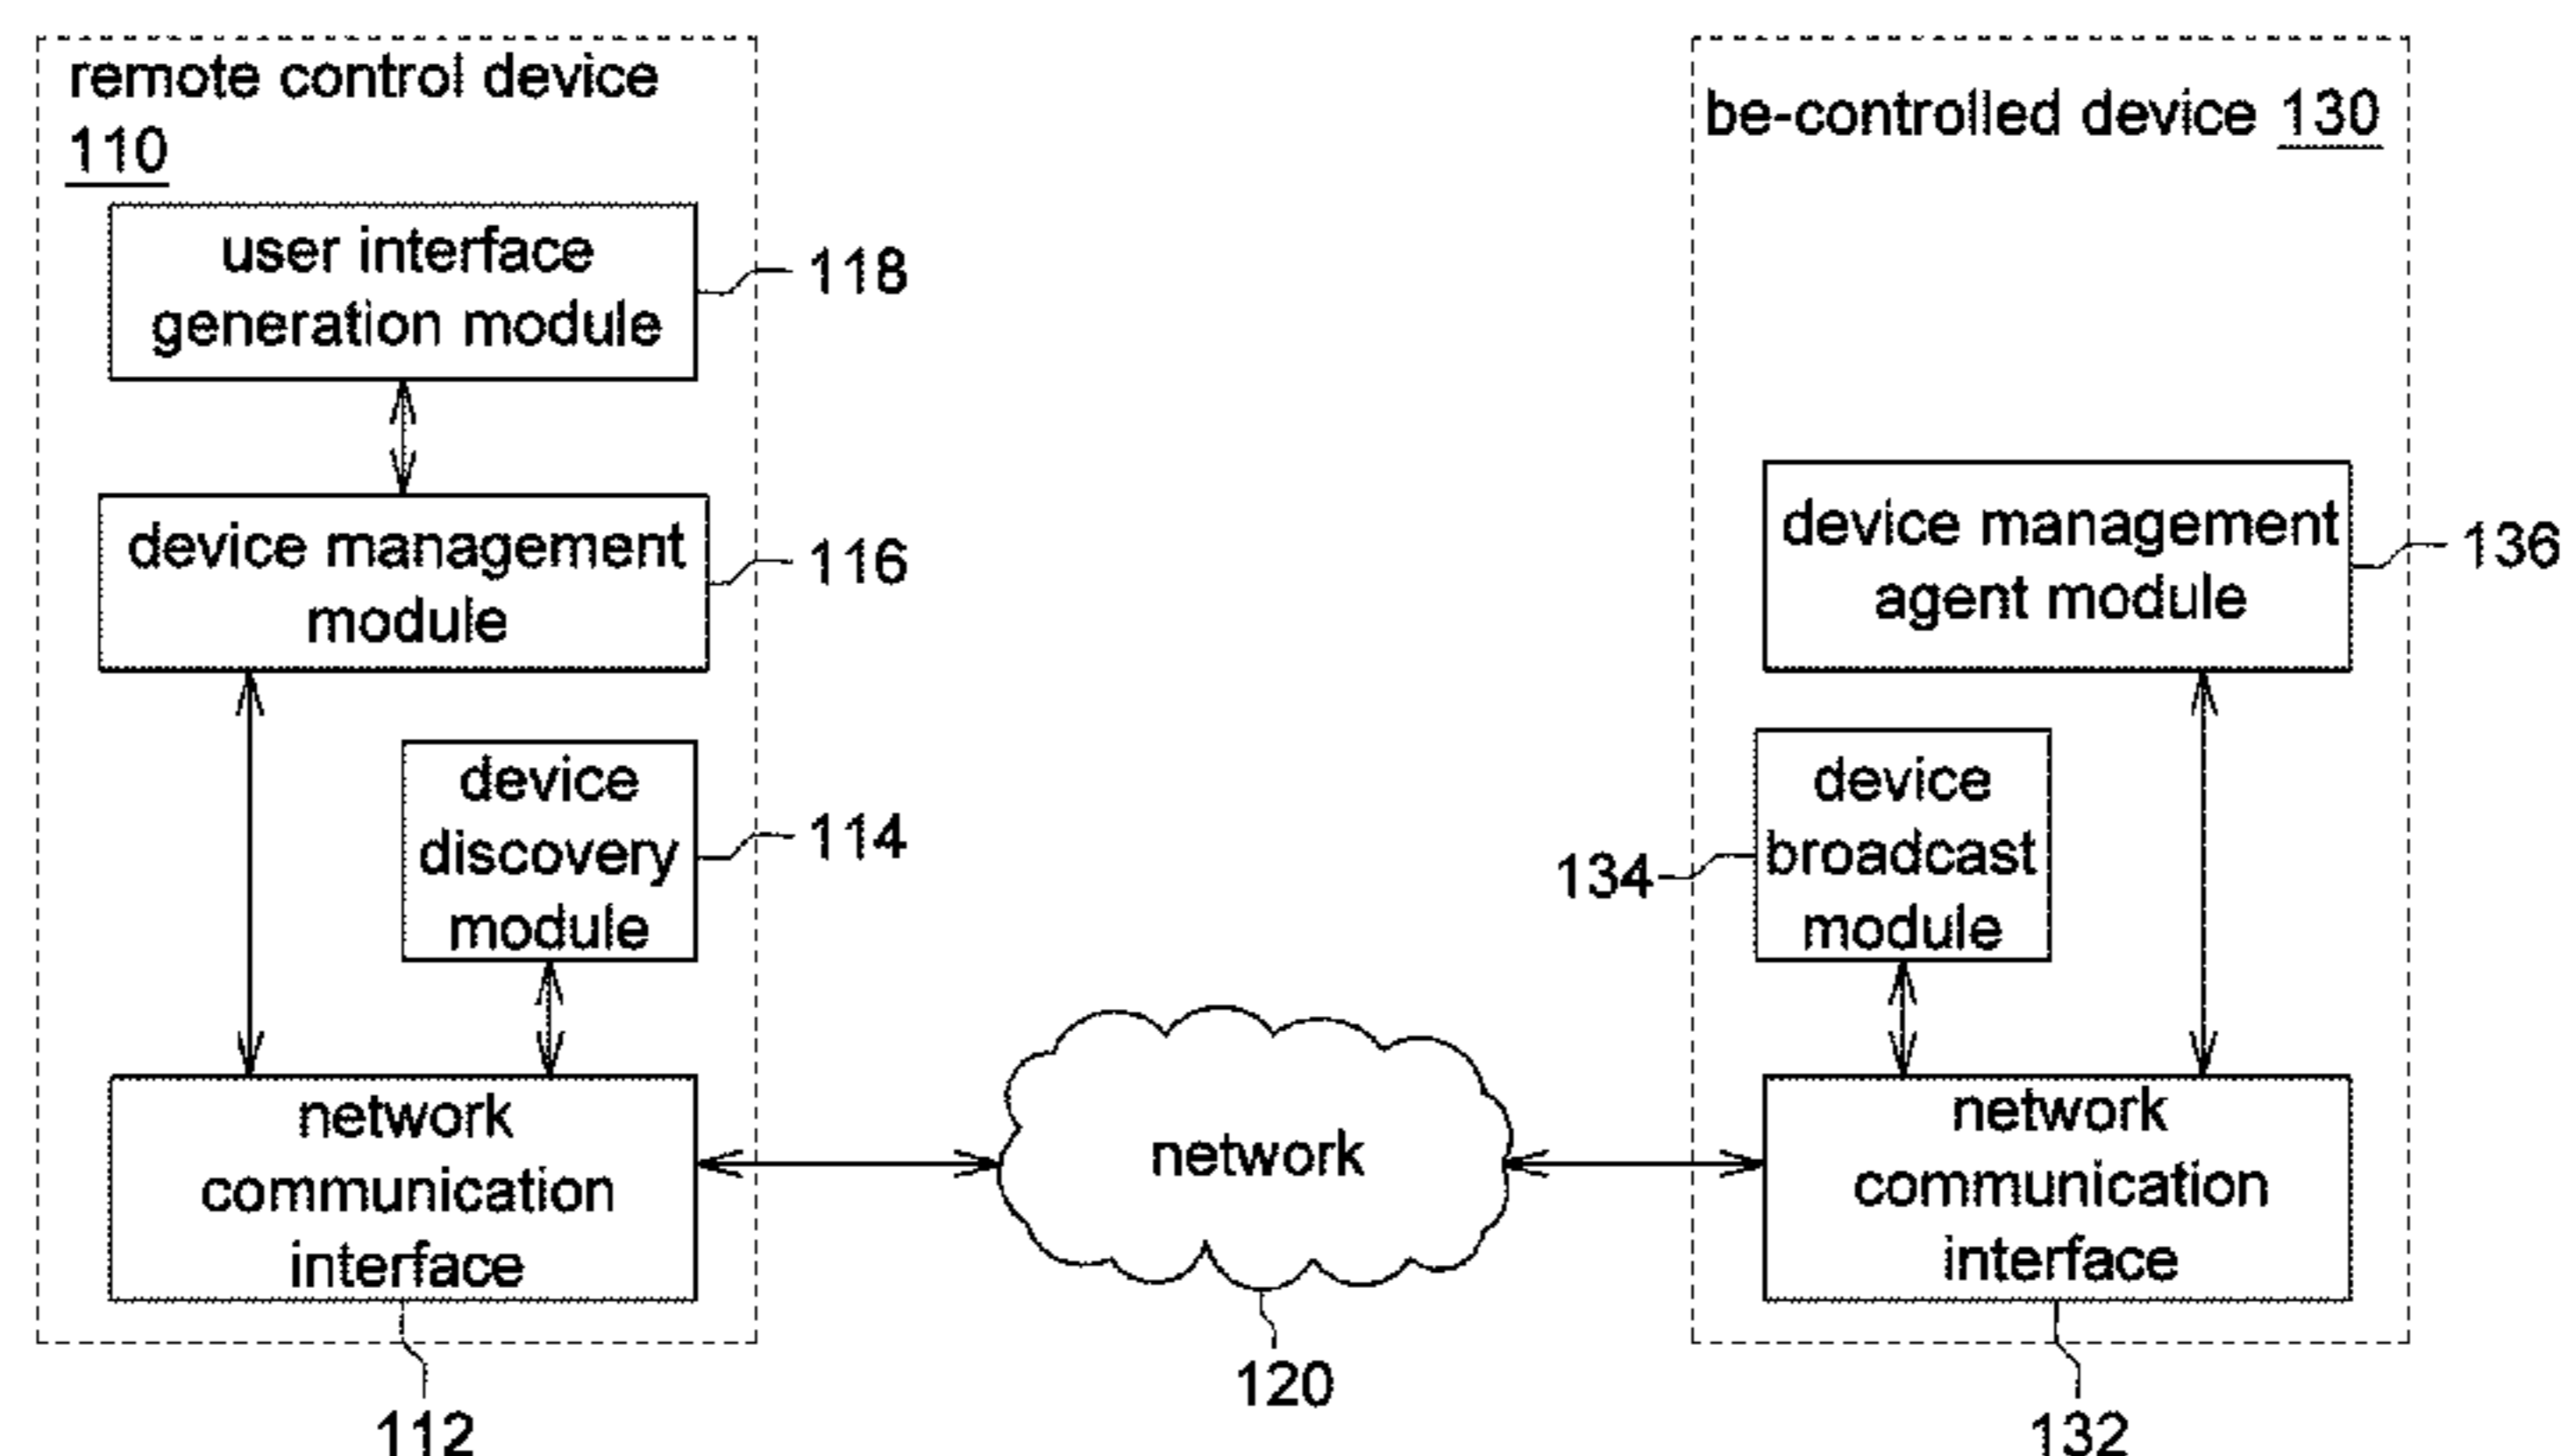 remote control device
110
user interface
generation module
118
device management
module
116
device
discovery
module
114
network
communication
interface
112
network
120
be-controlled device 130
device management
agent module
136
device
broadcast
module
134
network
communication
interface
132